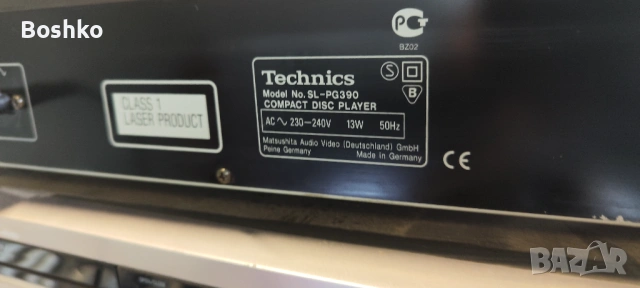 Boshko
PG
BZ02
CLASS 1
LASER PRODUCT
Technics
S
B
Model No. SL-PG390
COMPACT DISC PLAYER
AC∿230-240V 13W 50Hz
Matsushita Audio Video (Deutschland) GmbH
Peine Germany Made in Germany
CE
BAZAR